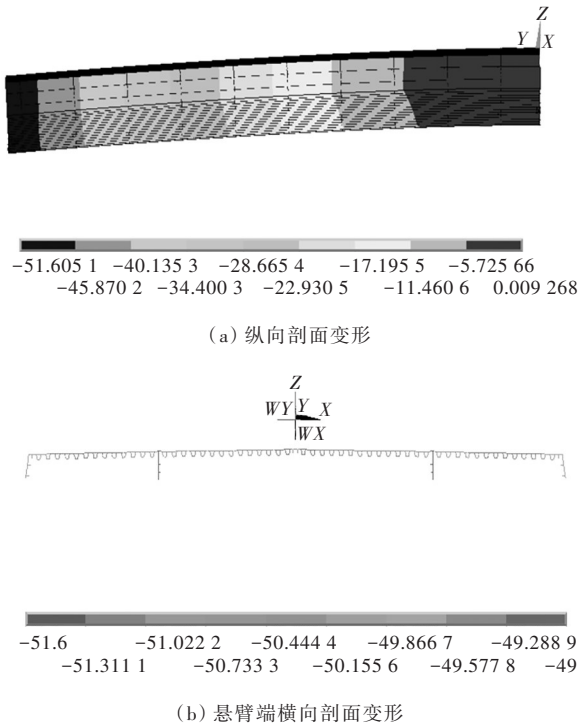 Z
Y X
-51.605 1 -40.135 3 -28.665 4 -17.195 5 -5.725 66
-45.870 2 -34.400 3 -22.930 5 -11.460 6 0.009 268
（a）纵向剖面变形
Z
WY Y X
WX
-51.6 -51.022 2 -50.444 4 -49.866 7 -49.288 9
-51.311 1 -50.733 3 -50.155 6 -49.577 8 -49
（b）悬臂端横向剖面变形